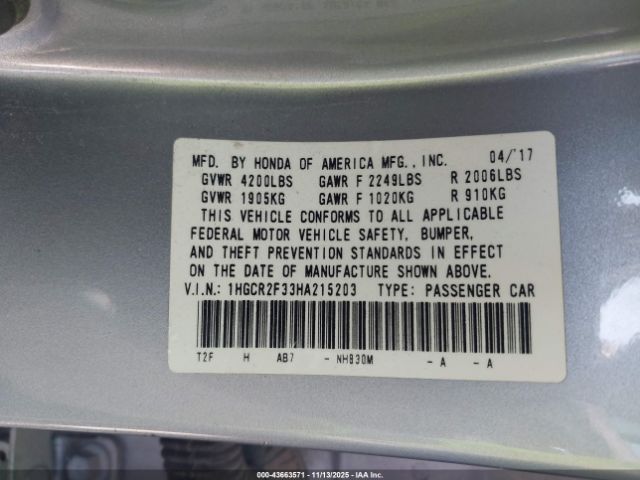 MFD. BY HONDA OF AMERICA MFG., INC. 04/'17
GVWR 4200LBS GAWR F 2249LBS R 2006LBS
GVWR 1905KG GAWR F 1020KG R 910KG
THIS VEHICLE CONFORMS TO ALL APPLICABLE
FEDERAL MOTOR VEHICLE SAFETY, BUMPER,
AND THEFT PREVENTION STANDARDS IN EFFECT
ON THE DATE OF MANUFACTURE SHOWN ABOVE.
V.I.N.: 1HGCR2F33HA215203 TYPE: PASSENGER CAR
T2F H AB7 - NH830M - A - A
000-43663571 - 11/13/2025 - IAAI.COM